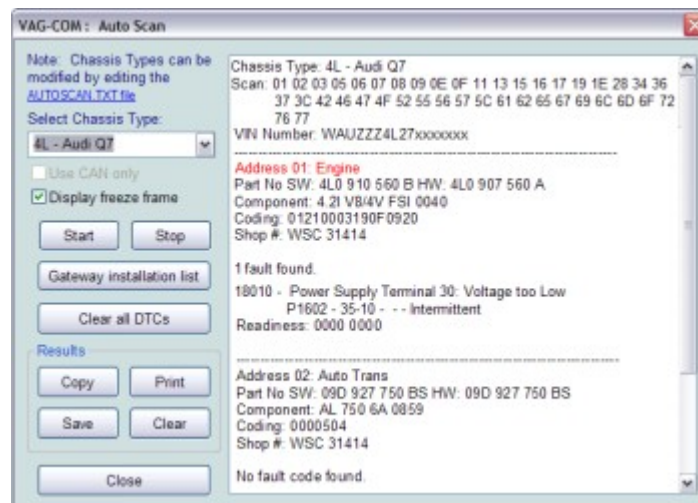 VAG-COM: Auto Scan
Note: Chassis Types can be
modified by editing the
AUTOSCAN.TXT file
Select Chassis Type:
4L - Audi Q7
Use CAN only
Display freeze frame
Start
Stop
Gateway installation list
Clear all DTCs
Results
Copy
Print
Save
Clear
Close
Chassis Type: 4L - Audi Q7
Scan: 01 02 03 05 06 07 08 09 0E 0F 11 13 15 16 17 19 1E 28 34 36
37 3C 42 46 47 4F 52 55 56 57 5C 61 62 65 67 69 6C 6D 6F 72
76 77
VIN Number: WAUZZZ4L27xxxxxxx
Address 01: Engine
Part No SW: 4L0 910 560 B HW: 4L0 907 560 A
Component: 4.2l V8/4V FSI 0040
Coding: 01210003190F0920
Shop #: WSC 31414
1 fault found.
18010 - Power Supply Terminal 30: Voltage too Low
P1602 - 35-10 - - - Intermittent
Readiness: 0000 0000
Address 02: Auto Trans
Part No SW: 09D 927 750 BS HW: 09D 927 750 BS
Component: AL 750 6A 0859
Coding: 0000504
Shop #: WSC 31414
No fault code found.